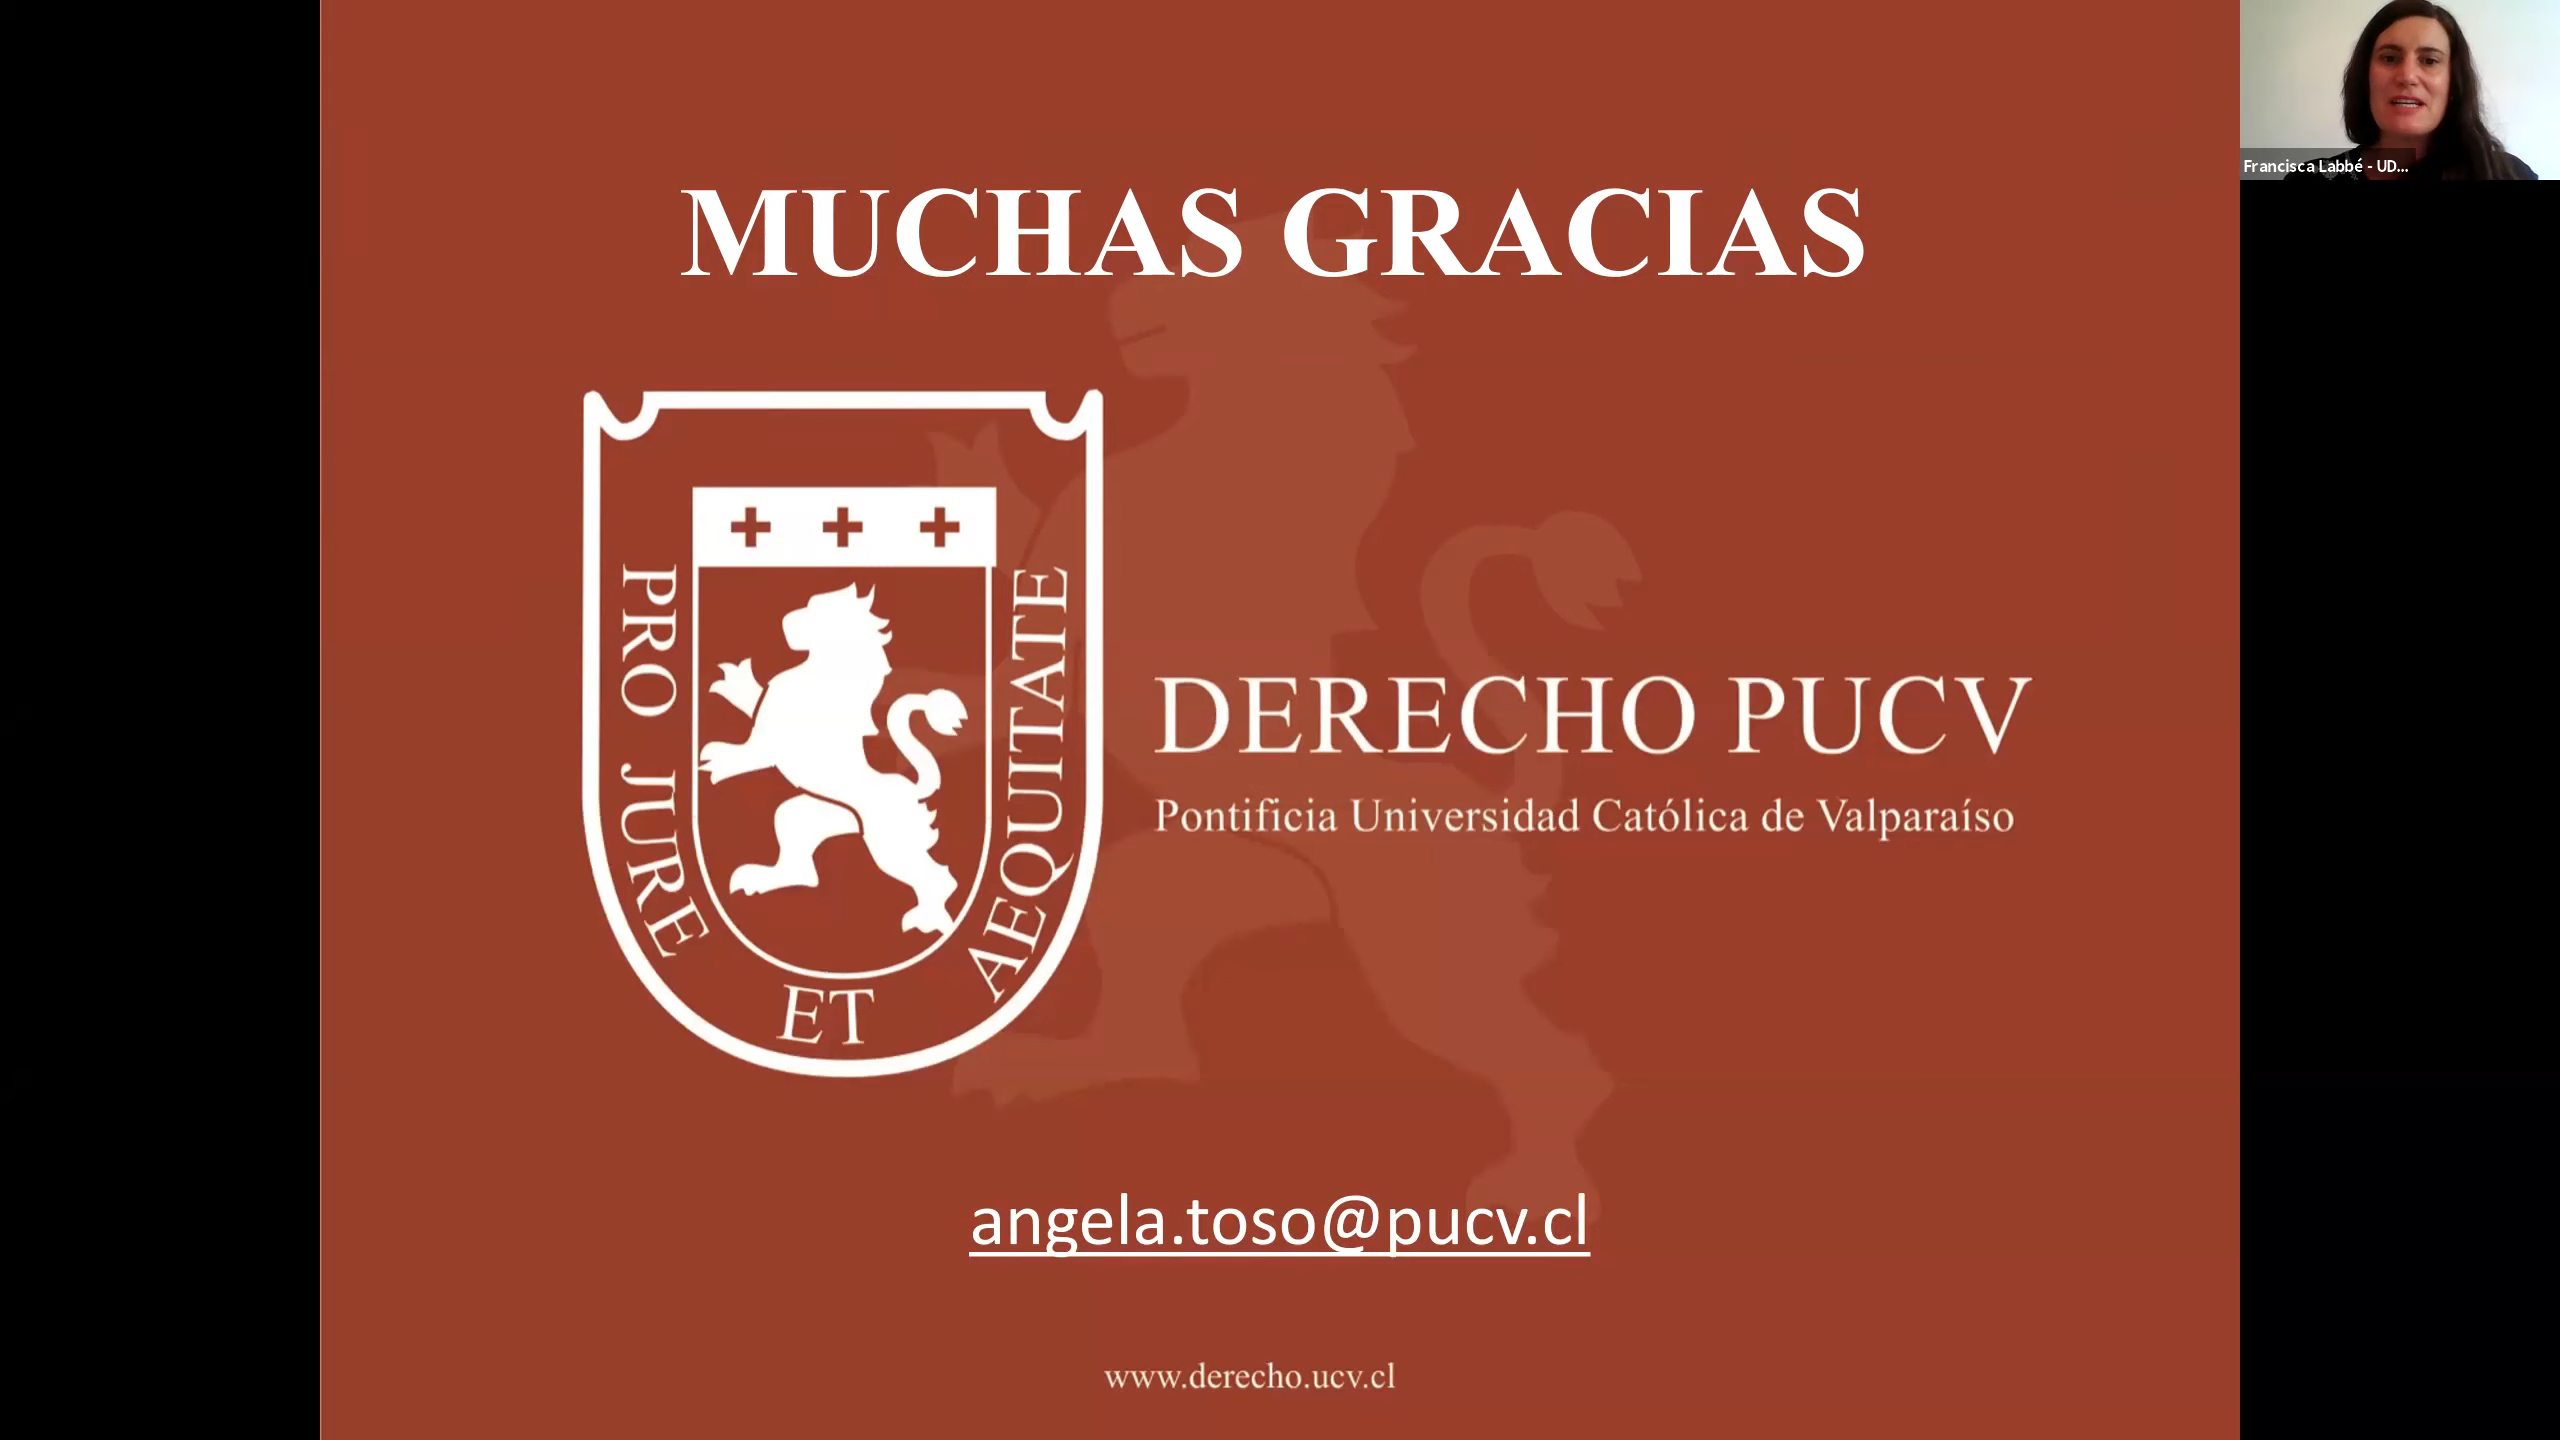 Francisca Labbé - UD...
MUCHAS GRACIAS
PRO JURE
ET
AEQUITATE
DERECHO PUCV
Pontificia Universidad Católica de Valparaíso
angela.toso@pucv.cl
www.derecho.ucv.cl